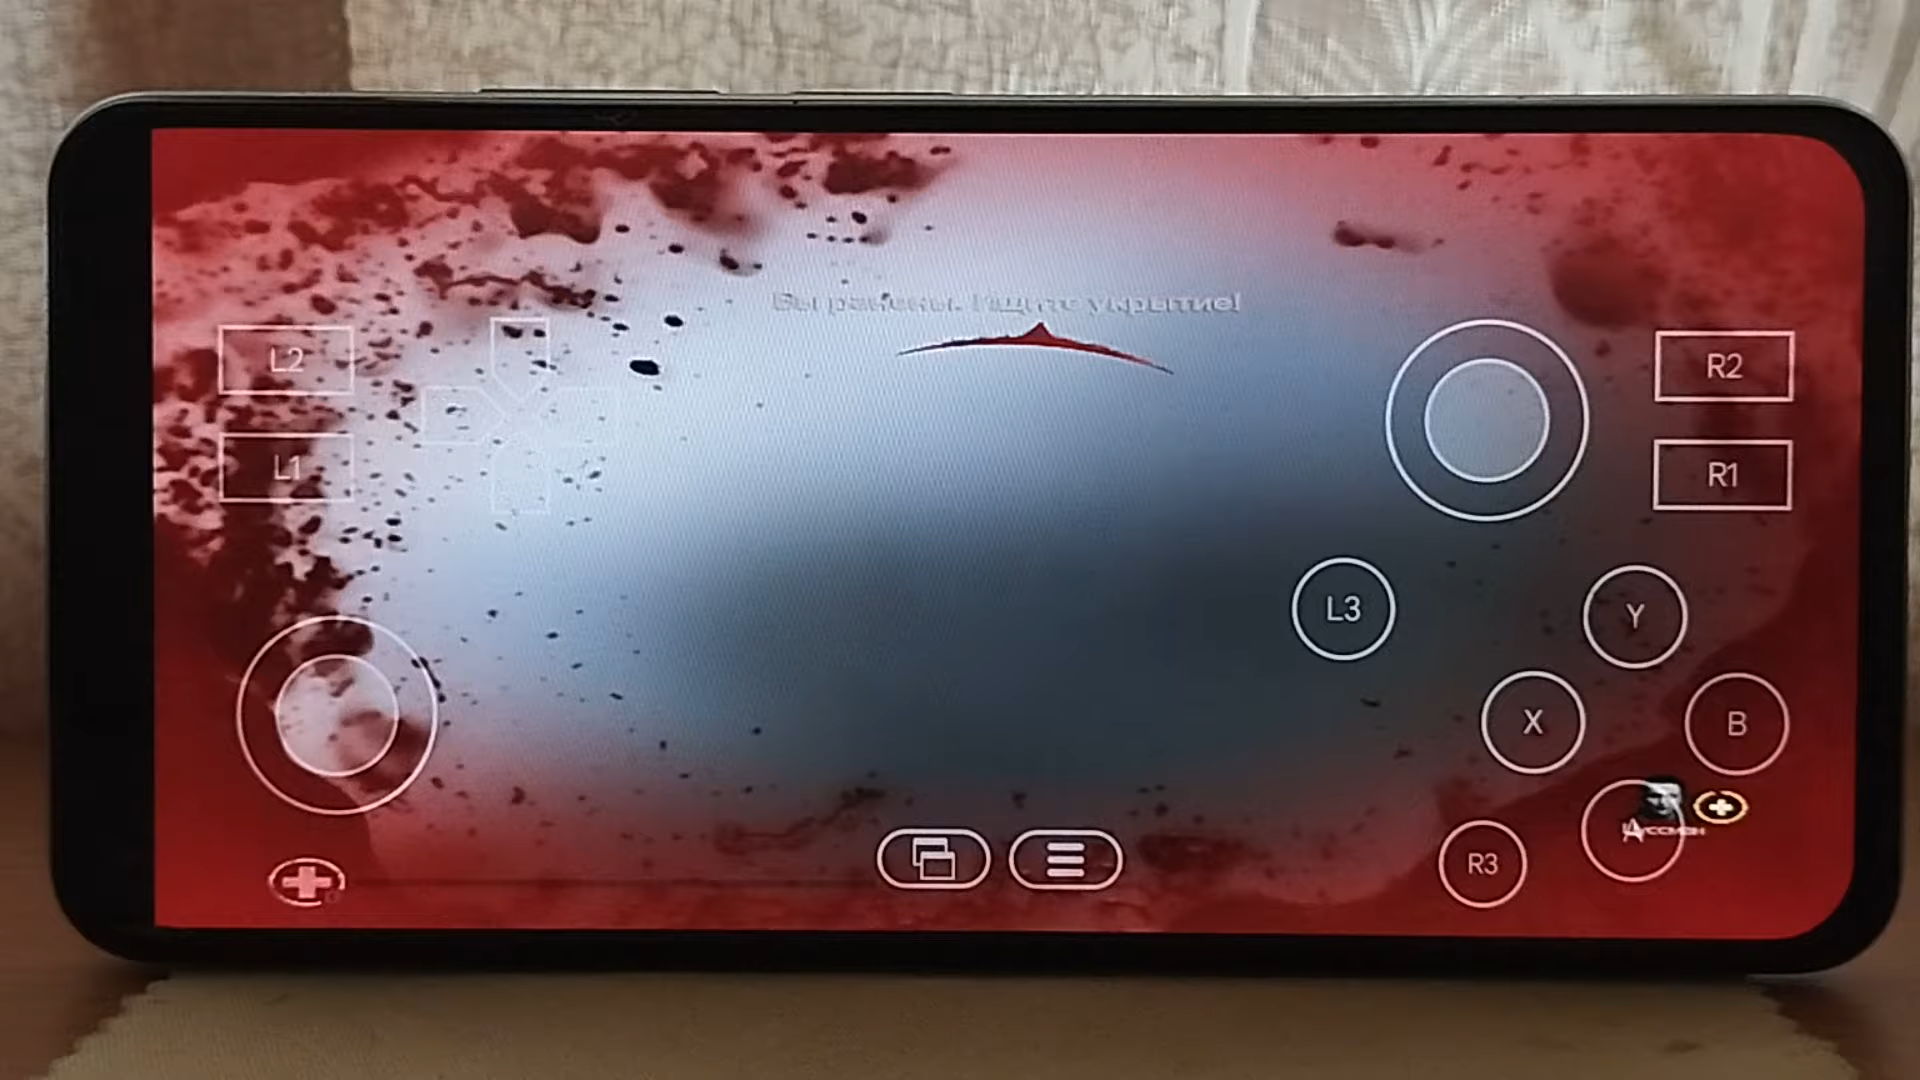 Вы ранены. Ищите укрытие!
L2
R2
L1
R1
L3
Y
X
B
A
R3